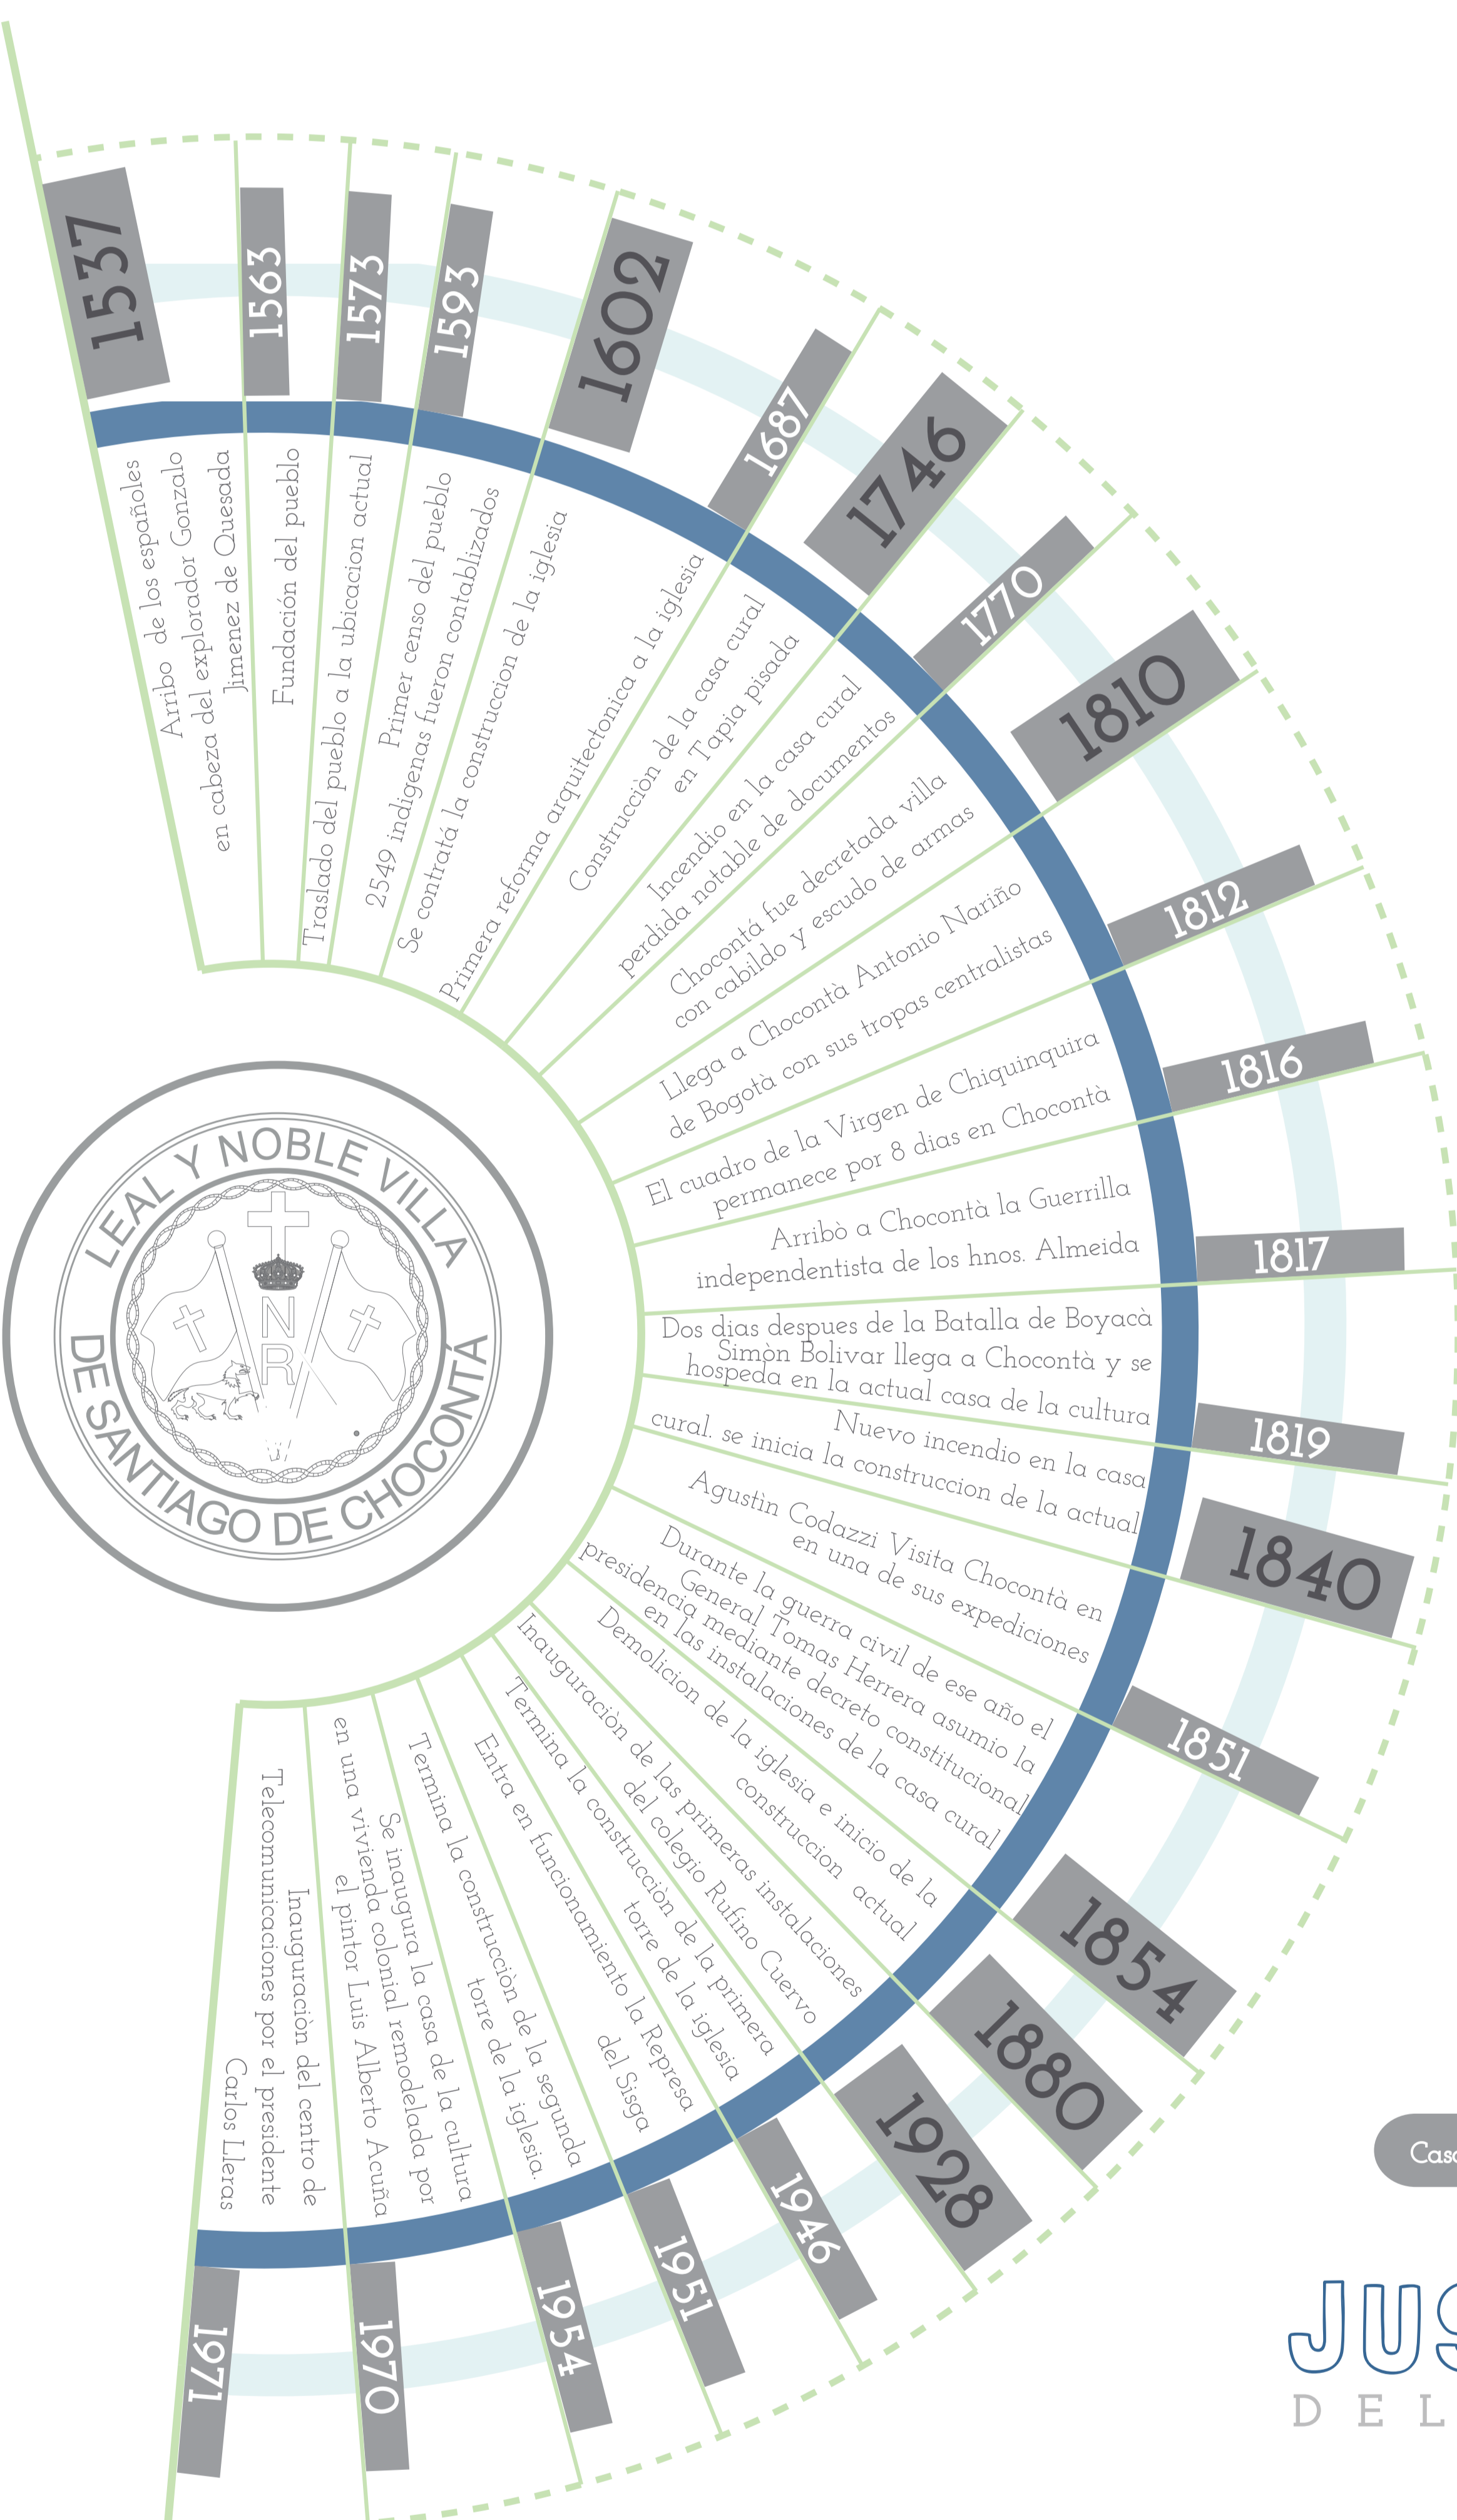 1537
Arribo de los españoles
en cabeza del explorador Gonzalo
Jimenez de Quesada
1563
Fundación del pueblo
1573
Traslado del pueblo a la ubicacion actual
1593
Primer censo del pueblo
2549 indigenas fueron contablizados
1602
Se contratá la construccion de la iglesia
1687
Primera reforma arquitectonica a la iglesia
1746
Construcciòn de la casa cural
en Tapia pisada
1770
Incendio en la casa cural
perdida notable de documentos
1810
Chocontá fue decretada villa
con cabildo y escudo de armas
1812
Llega a Chocontà Antonio Nariño
de Bogotà con sus tropas centralistas
1816
El cuadro de la Virgen de Chiquinquira
permanece por 8 dias en Chocontà
1817
Arribò a Chocontà la Guerrilla
independentista de los hnos. Almeida
1819
Dos dias despues de la Batalla de Boyacà
Simòn Bolivar llega a Chocontà y se
hospeda en la actual casa de la cultura
1840
Nuevo incendio en la casa
cural. se inicia la construccion de la actual
1851
Agustìn Codazzi Visita Chocontà en
en una de sus expediciones
1854
Durante la guerra civil de ese año el
General Tomas Herrera asumio la
presidencia mediante decreto constitucional
en las instalaciones de la casa cural
1880
Demolicion de la iglesia e inicio de la
construccion actual
1928
Inauguraciòn de las primeras instalaciones
del colegio Rufino Cuervo
1946
Termina la construcciòn de la primera
torre de la iglesia
1951
Entra en funcionamiento la Represa
del Sisga
1954
Termina la construcciòn de la segunda
torre de la iglesia.
1970
Se inaugura la casa de la cultura
en una vivienda colonial remodelada por
el pintor Luis Alberto Acuña
1971
Inauguraciòn del centro de
Telecomunicaciones por el presidente
Carlos Lleras
LEAL Y NOBLE VILLA
DE SANTIAGO DE CHOCONTÁ
N
R
Casa
JUS
DEL